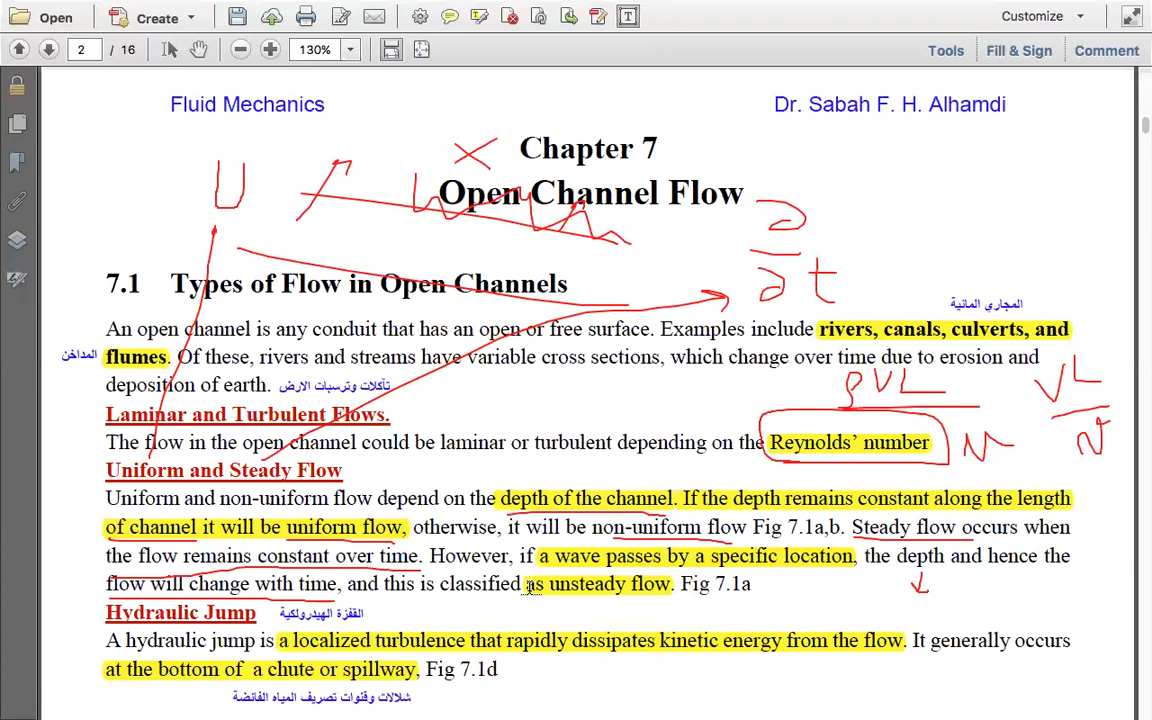 Open
Create
Customize
2 / 16
130%
Tools
Fill & Sign
Comment
Fluid Mechanics
Dr. Sabah F. H. Alhamdi
Chapter 7
Open Channel Flow
U
∂
∂t
7.1 Types of Flow in Open Channels
المجاري المائية
An open channel is any conduit that has an open or free surface. Examples include rivers, canals, culverts, and
المداخن
flumes. Of these, rivers and streams have variable cross sections, which change over time due to erosion and
deposition of earth.
تآكلات وترسبات الارض
ρVL
VL
Laminar and Turbulent Flows.
The flow in the open channel could be laminar or turbulent depending on the Reynolds’ number
Uniform and Steady Flow
Uniform and non-uniform flow depend on the depth of the channel. If the depth remains constant along the length
of channel it will be uniform flow, otherwise, it will be non-uniform flow Fig 7.1a,b. Steady flow occurs when
the flow remains constant over time. However, if a wave passes by a specific location, the depth and hence the
flow will change with time, and this is classified as unsteady flow. Fig 7.1a
Hydraulic Jump
القفزة الهيدرولكية
A hydraulic jump is a localized turbulence that rapidly dissipates kinetic energy from the flow. It generally occurs
at the bottom of a chute or spillway, Fig 7.1d
شلالات وقنوات تصريف المياه الفائضة